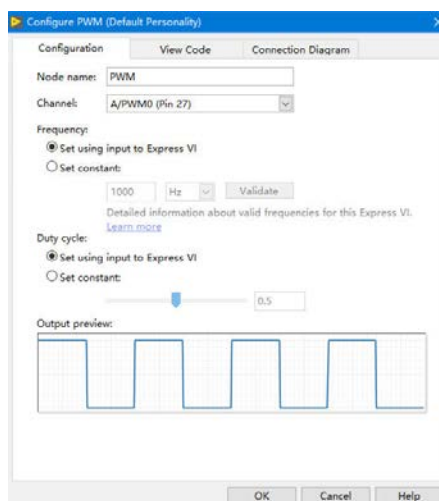 Configure PWM (Default Personality)
Configuration View Code Connection Diagram
Node name: PWM
Channel: A/PWM0 (Pin 27)
Frequency:
Set using input to Express VI
Set constant:
1000 Hz Validate
Detailed information about valid frequencies for this Express VI.
Learn more
Duty cycle:
Set using input to Express VI
Set constant:
0.5
Output preview:
OK Cancel Help